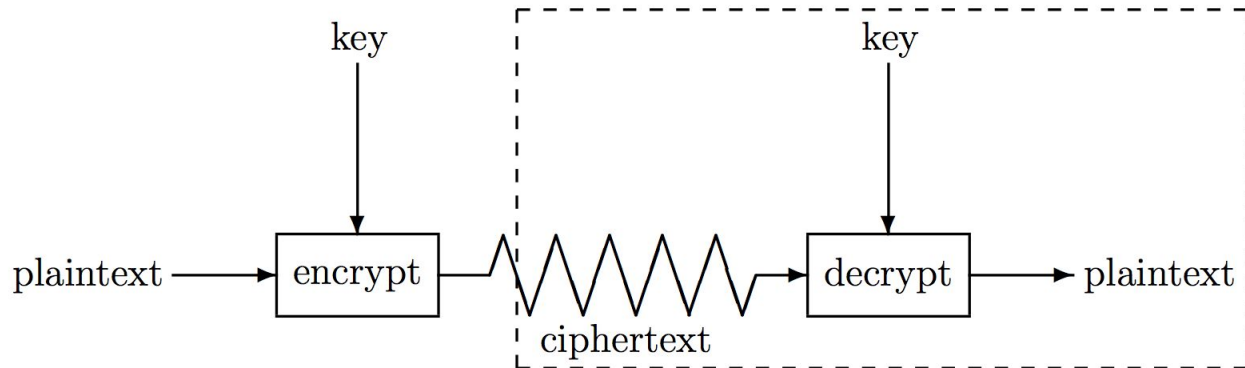 key
key
plaintext
encrypt
decrypt
plaintext
ciphertext